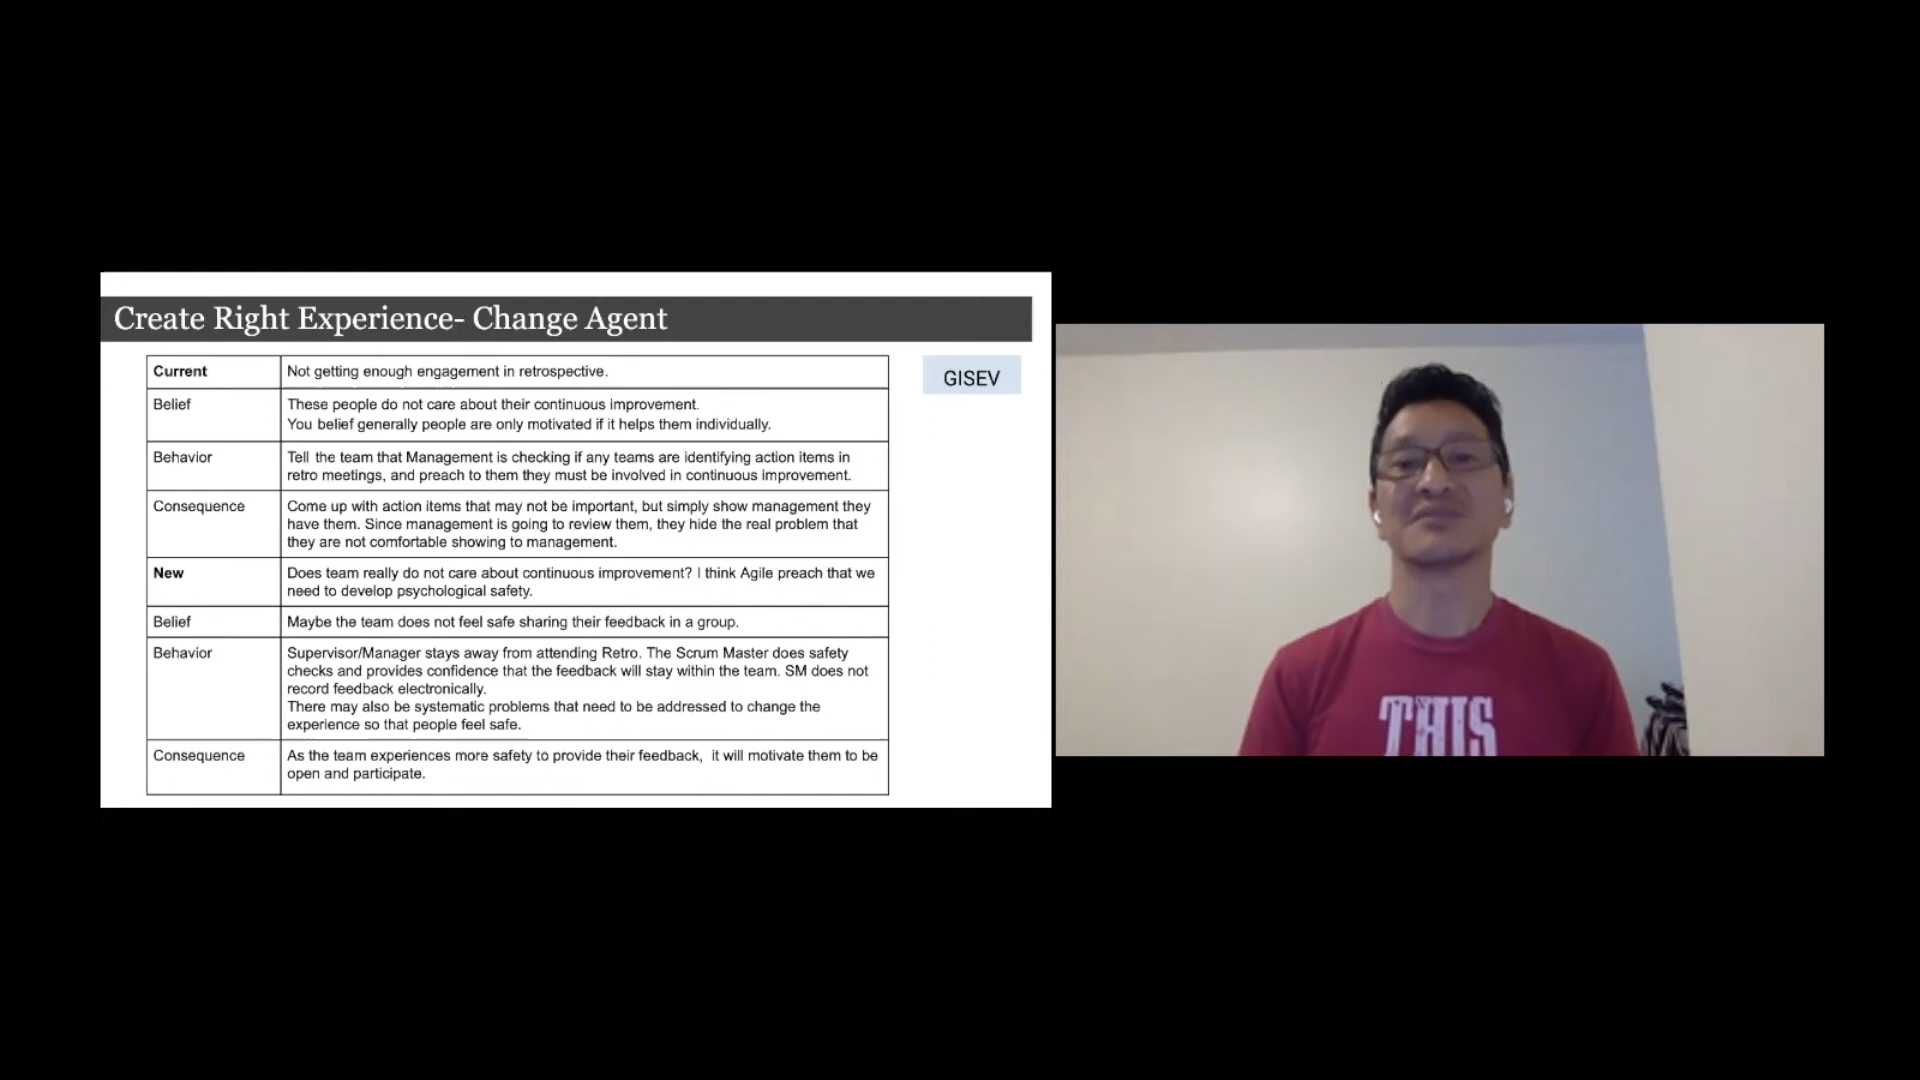 Create Right Experience- Change Agent
GISEV
Current
Not getting enough engagement in retrospective.
Belief
These people do not care about their continuous improvement.
You belief generally people are only motivated if it helps them individually.
Behavior
Tell the team that Management is checking if any teams are identifying action items in
retro meetings, and preach to them they must be involved in continuous improvement.
Consequence
Come up with action items that may not be important, but simply show management they
have them. Since management is going to review them, they hide the real problem that
they are not comfortable showing to management.
New
Does team really do not care about continuous improvement? I think Agile preach that we
need to develop psychological safety.
Belief
Maybe the team does not feel safe sharing their feedback in a group.
Behavior
Supervisor/Manager stays away from attending Retro. The Scrum Master does safety
checks and provides confidence that the feedback will stay within the team. SM does not
record feedback electronically.
There may also be systematic problems that need to be addressed to change the
experience so that people feel safe.
Consequence
As the team experiences more safety to provide their feedback, it will motivate them to be
open and participate.
THIS